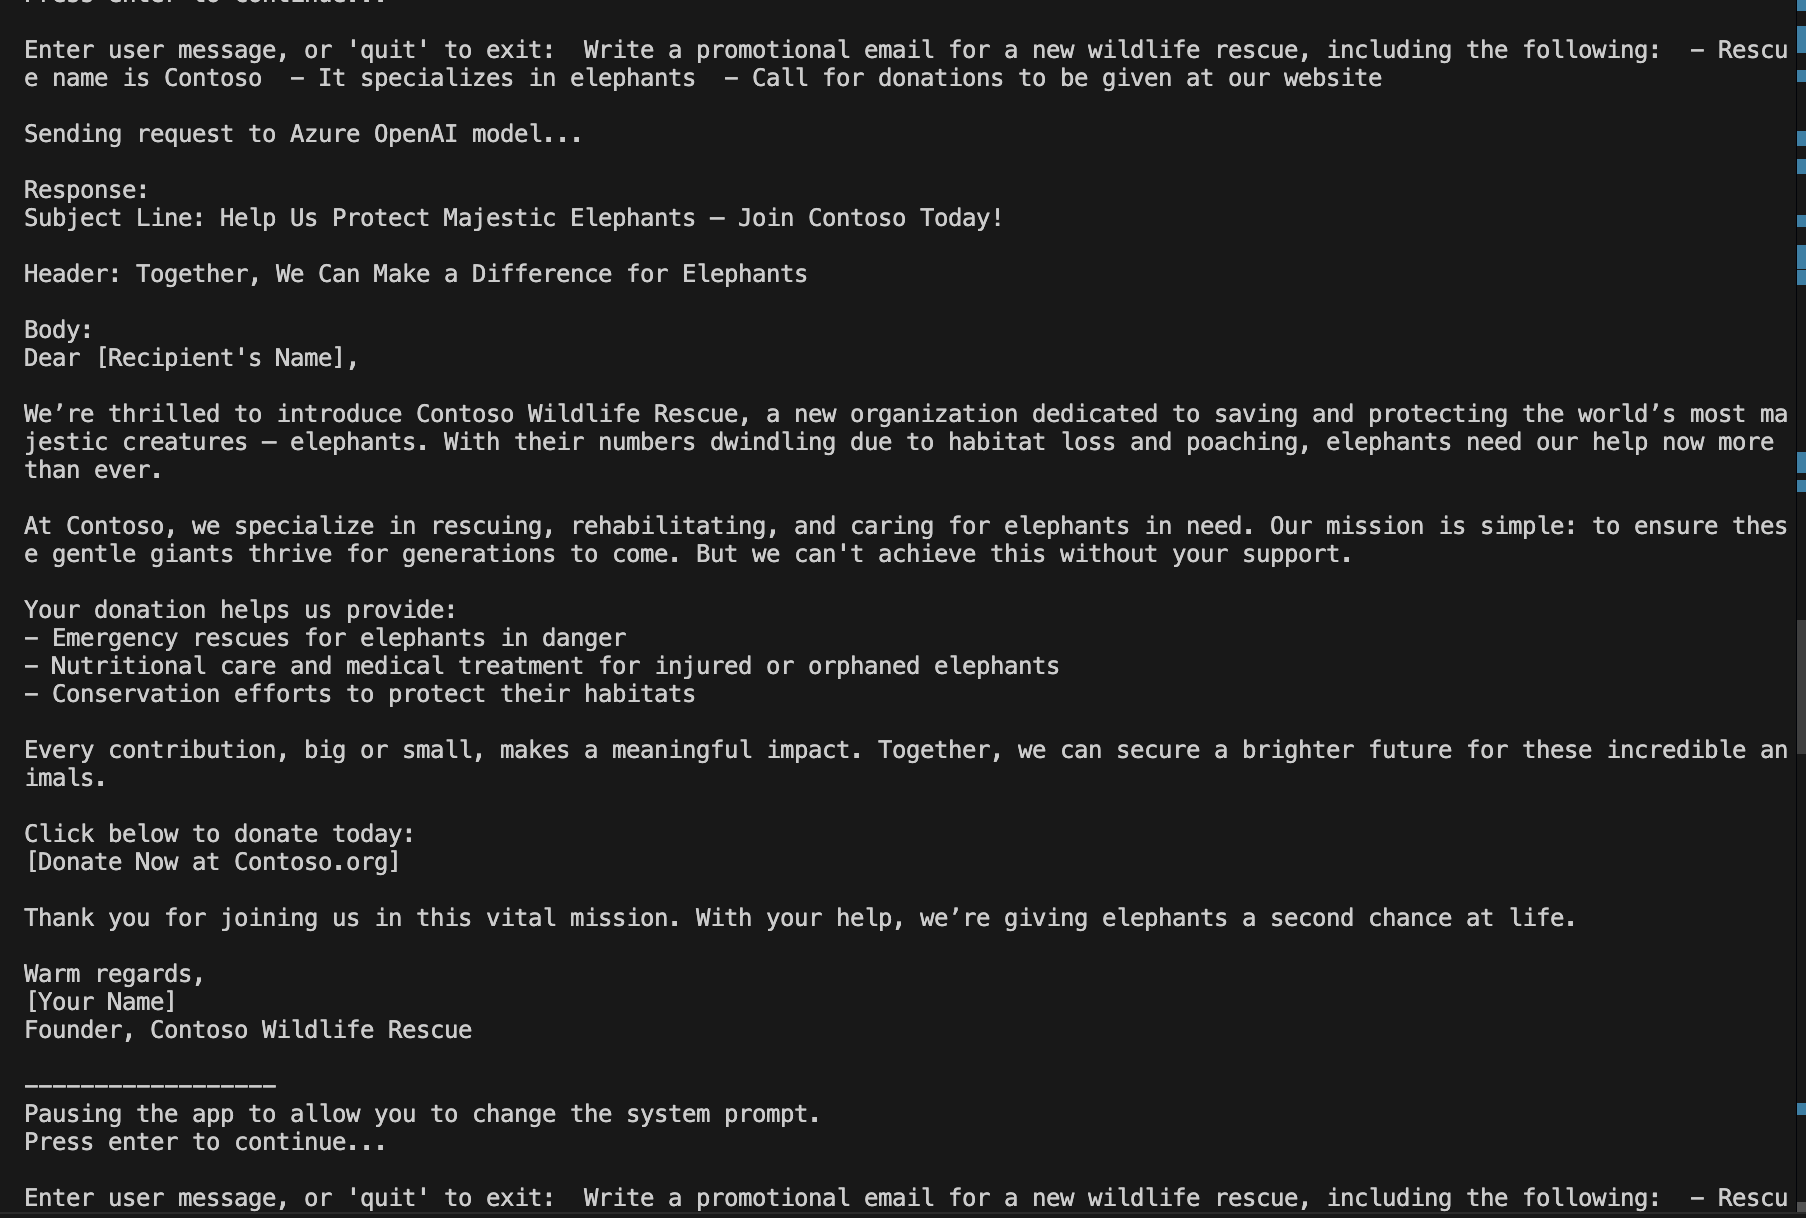 Press enter to continue...
Enter user message, or 'quit' to exit:  Write a promotional email for a new wildlife rescue, including the following:  - Rescu
e name is Contoso  - It specializes in elephants  - Call for donations to be given at our website
Sending request to Azure OpenAI model...
Response:
Subject Line: Help Us Protect Majestic Elephants – Join Contoso Today!
Header: Together, We Can Make a Difference for Elephants
Body:
Dear [Recipient's Name],
We’re thrilled to introduce Contoso Wildlife Rescue, a new organization dedicated to saving and protecting the world’s most ma
jestic creatures – elephants. With their numbers dwindling due to habitat loss and poaching, elephants need our help now more
than ever.
At Contoso, we specialize in rescuing, rehabilitating, and caring for elephants in need. Our mission is simple: to ensure thes
e gentle giants thrive for generations to come. But we can't achieve this without your support.
Your donation helps us provide:
- Emergency rescues for elephants in danger
- Nutritional care and medical treatment for injured or orphaned elephants
- Conservation efforts to protect their habitats
Every contribution, big or small, makes a meaningful impact. Together, we can secure a brighter future for these incredible an
imals.
Click below to donate today:
[Donate Now at Contoso.org]
Thank you for joining us in this vital mission. With your help, we’re giving elephants a second chance at life.
Warm regards,
[Your Name]
Founder, Contoso Wildlife Rescue
------------------
Pausing the app to allow you to change the system prompt.
Press enter to continue...
Enter user message, or 'quit' to exit:  Write a promotional email for a new wildlife rescue, including the following:  - Rescu